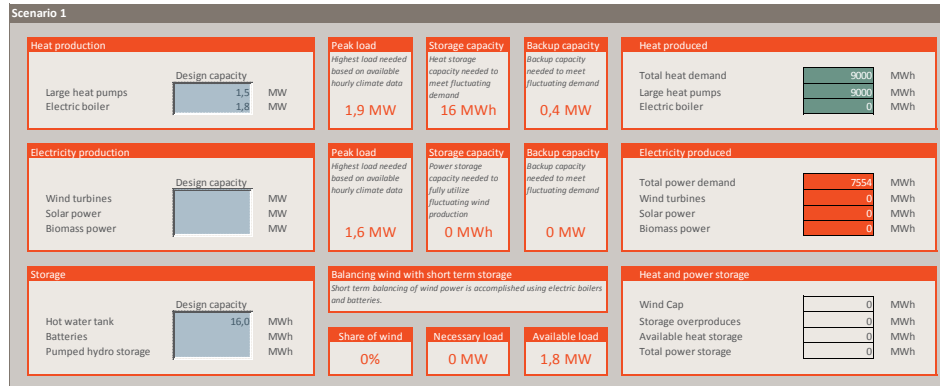 Scenario 1
Heat production
Design capacity
Large heat pumps 1,5 MW
Electric boiler 1,8 MW
Peak load
Highest load needed
based on available
hourly climate data
1,9 MW
Storage capacity
Heat storage
capacity needed to
meet fluctuating
demand
16 MWh
Backup capacity
Backup capacity
needed to meet
fluctuating demand
0,4 MW
Heat produced
Total heat demand 9000 MWh
Large heat pumps 9000 MWh
Electric boiler 0 MWh
Electricity production
Design capacity
Wind turbines MW
Solar power MW
Biomass power MW
Peak load
Highest load needed
based on available
hourly climate data
1,6 MW
Storage capacity
Power storage
capacity needed to
fully utilize
fluctuating wind
production
0 MWh
Backup capacity
Backup capacity
needed to meet
fluctuating demand
0 MW
Electricity produced
Total power demand 7554 MWh
Wind turbines 0 MWh
Solar power 0 MWh
Biomass power 0 MWh
Storage
Design capacity
Hot water tank 16,0 MWh
Batteries MWh
Pumped hydro storage MWh
Balancing wind with short term storage
Short term balancing of wind power is accomplished using electric boilers
and batteries.
Share of wind
0%
Necessary load
0 MW
Available load
1,8 MW
Heat and power storage
Wind Cap 0 MWh
Storage overproduces 0 MWh
Available heat storage 0 MWh
Total power storage 0 MWh